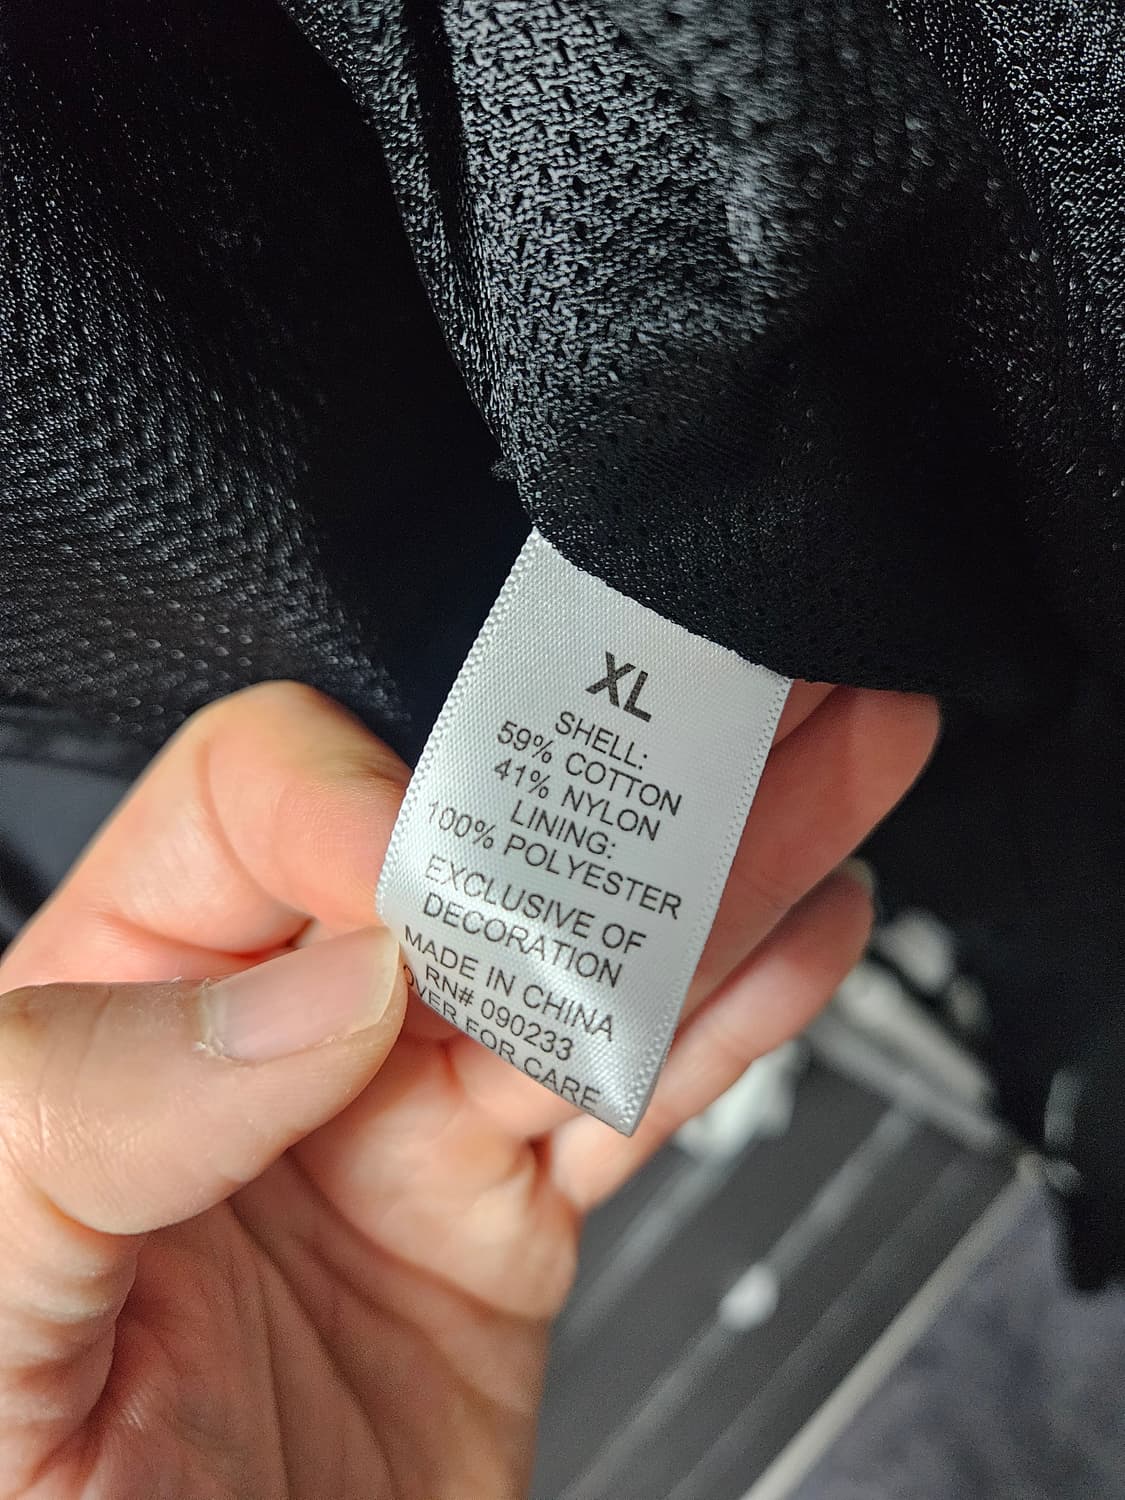 XL
SHELL:
59% COTTON
41% NYLON
LINING:
100% POLYESTER
EXCLUSIVE OF
DECORATION
MADE IN CHINA
RN# 090233
OVER FOR CARE